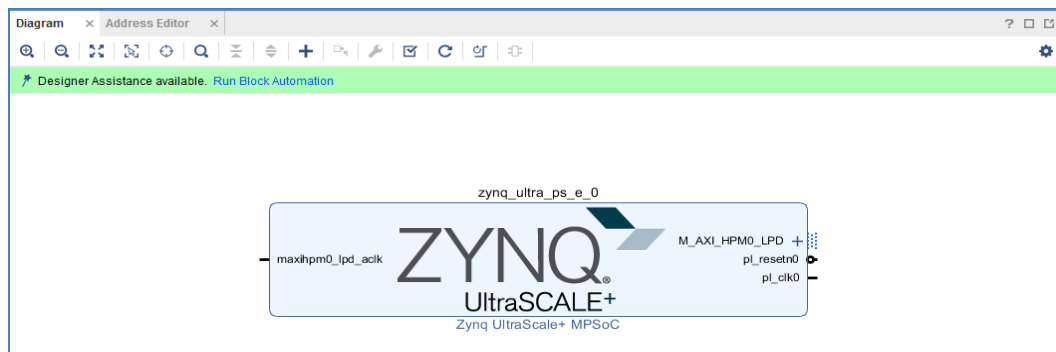 Diagram × Address Editor × ?
Designer Assistance available. Run Block Automation
zynq_ultra_ps_e_0
maxihpm0_lpd_aclk
ZYNQ®
UltraSCALE+
M_AXI_HPM0_LPD +
pl_resetn0
pl_clk0
Zynq UltraScale+ MPSoC